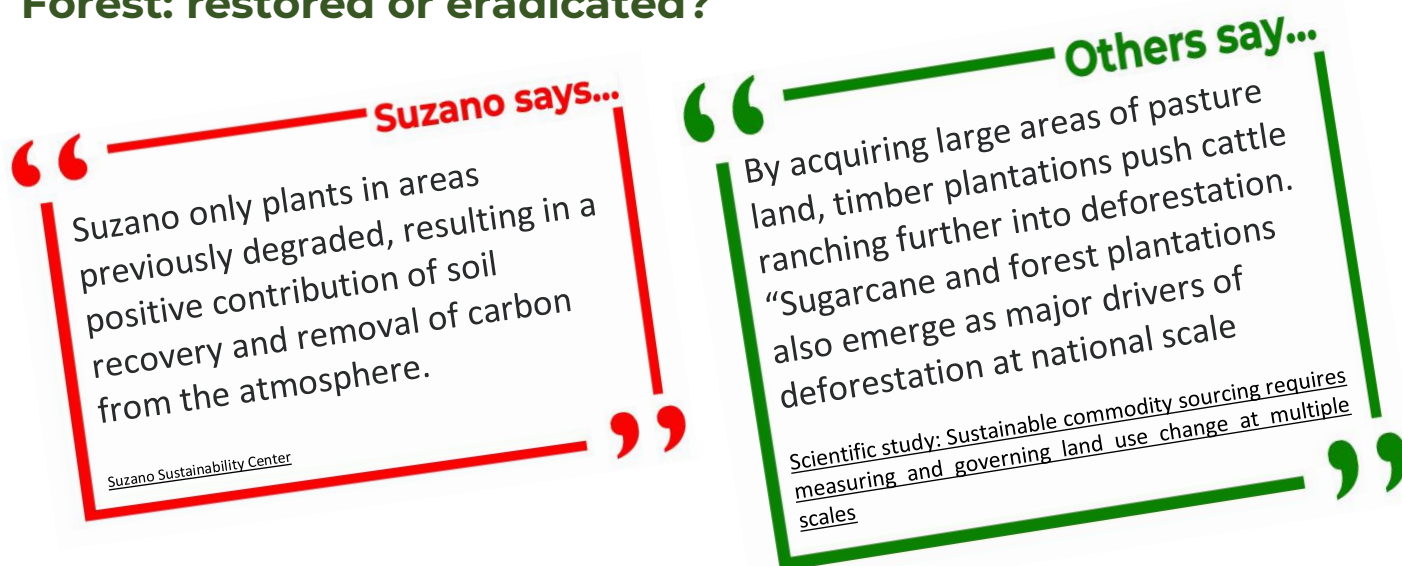 Forest: restored or eradicated?
Suzano says...
Suzano only plants in areas
previously degraded, resulting in a
positive contribution of soil
recovery and removal of carbon
from the atmosphere.
Suzano Sustainability Center
Others say...
By acquiring large areas of pasture
land, timber plantations push cattle
ranching further into deforestation.
“Sugarcane and forest plantations
also emerge as major drivers of
deforestation at national scale
Scientific study: Sustainable commodity sourcing requires
measuring and governing land use change at multiple
scales